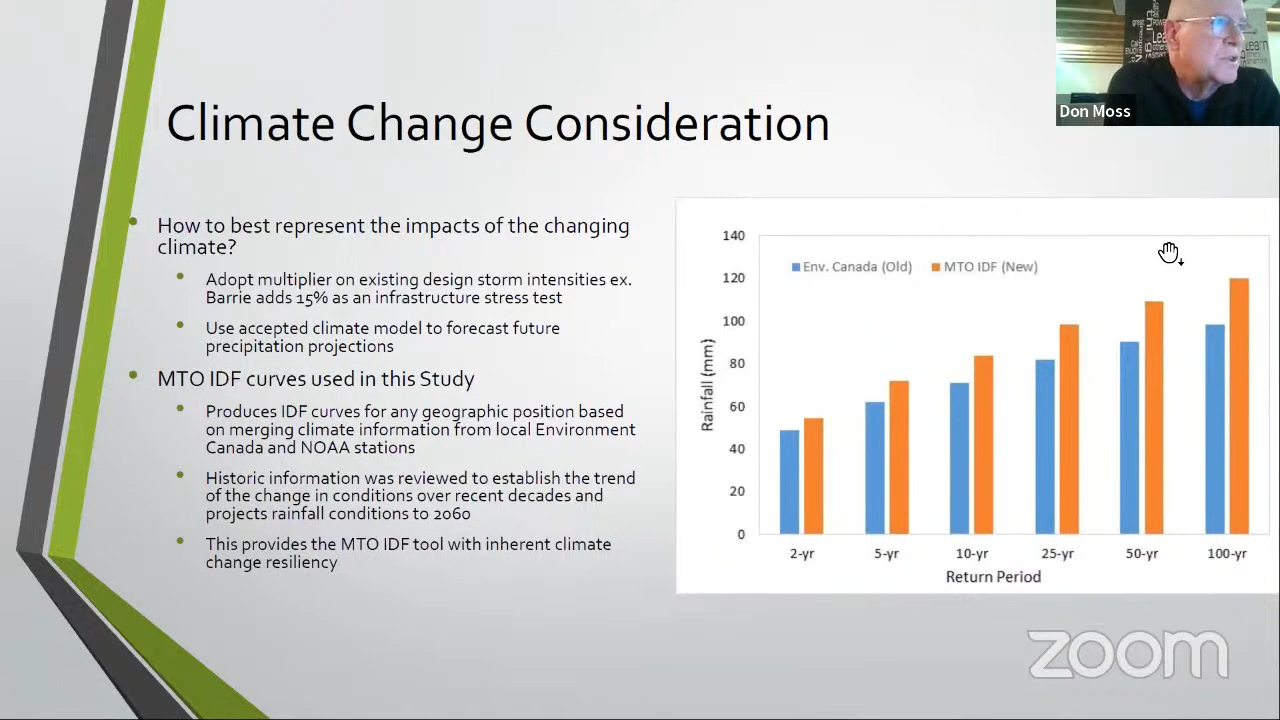 Climate Change Consideration
How to best represent the impacts of the changing
climate?
Adopt multiplier on existing design storm intensities ex.
Barrie adds 15% as an infrastructure stress test
Use accepted climate model to forecast future
precipitation projections
MTO IDF curves used in this Study
Produces IDF curves for any geographic position based
on merging climate information from local Environment
Canada and NOAA stations
Historic information was reviewed to establish the trend
of the change in conditions over recent decades and
projects rainfall conditions to 2060
This provides the MTO IDF tool with inherent climate
change resiliency
Don Moss
Learn
140
120
100
80
60
40
20
0
Rainfall (mm)
Env. Canada (Old) MTO IDF (New)
2-yr 5-yr 10-yr 25-yr 50-yr 100-yr
Return Period
zoom